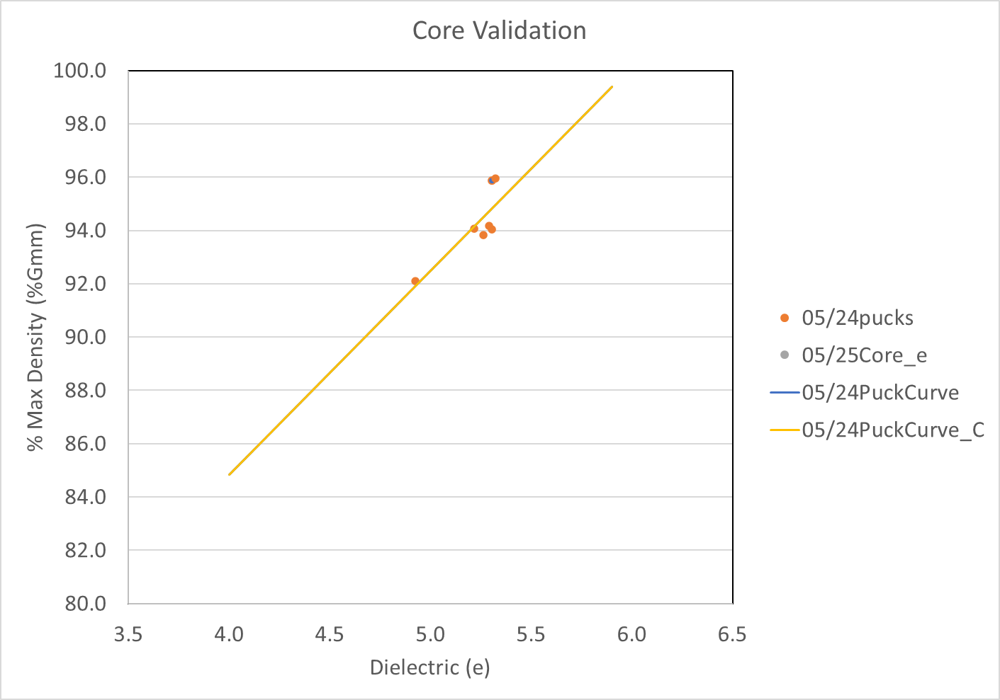 Core Validation
100.0
98.0
96.0
94.0
92.0
90.0
88.0
86.0
84.0
82.0
80.0
% Max Density (%Gmm)
3.5 4.0 4.5 5.0 5.5 6.0 6.5
Dielectric (e)
05/24pucks
05/25Core_e
05/24PuckCurve
05/24PuckCurve_C